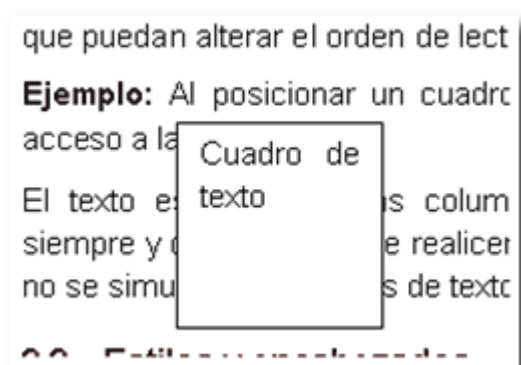 que puedan alterar el orden de lect
Ejemplo: Al posicionar un cuadro
acceso a la
Cuadro de
texto
El texto es
s colum
siempre y
e realicen
no se simu
s de texto